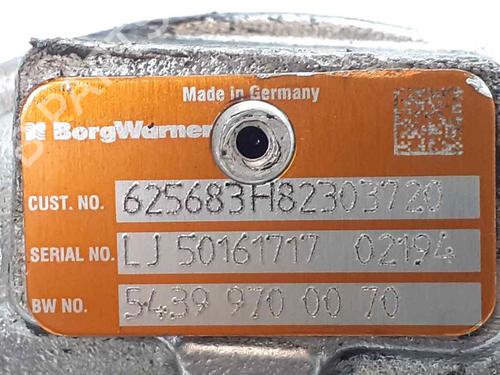 Made in Germany
BorgWarner
CUST. NO. 625683H82303720
SERIAL NO. LJ 50161717 02194
BW NO. 5439 970 00 70